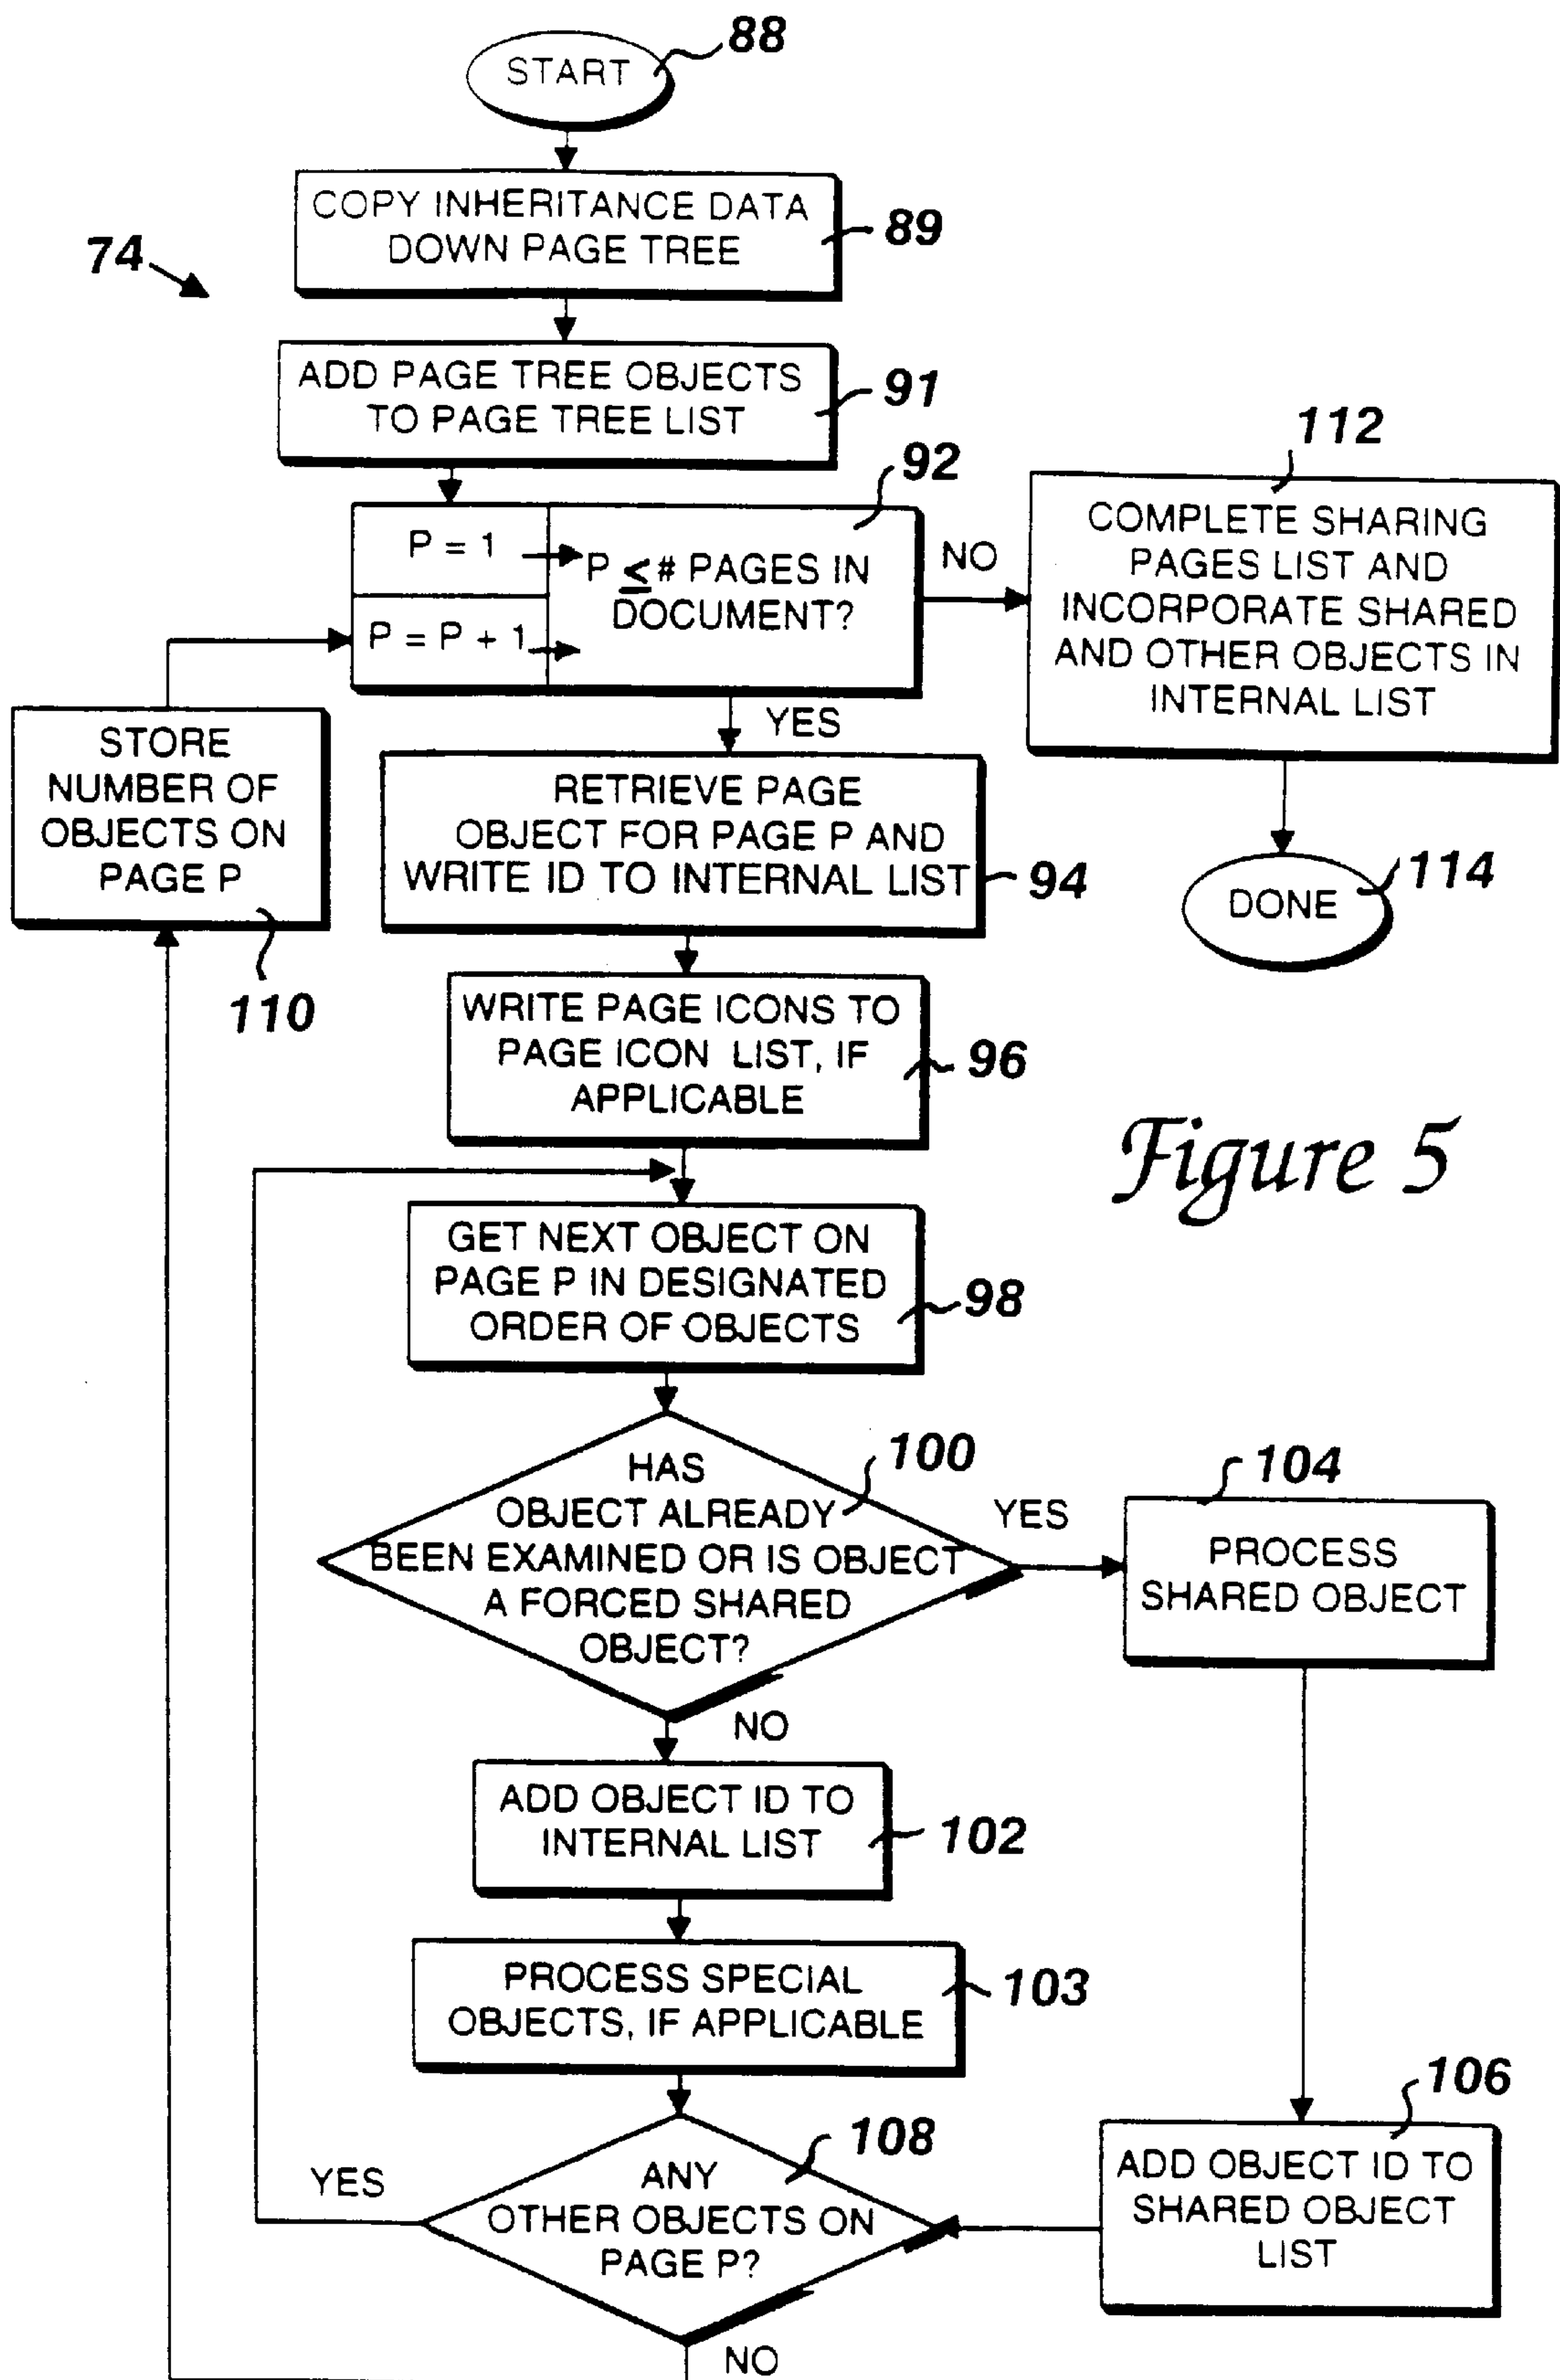 88
START
COPY INHERITANCE DATA
DOWN PAGE TREE
89
74
ADD PAGE TREE OBJECTS
TO PAGE TREE LIST
91
92
P = 1
P ≤ # PAGES IN
DOCUMENT?
P = P + 1
NO
112
COMPLETE SHARING
PAGES LIST AND
INCORPORATE SHARED
AND OTHER OBJECTS IN
INTERNAL LIST
YES
STORE
NUMBER OF
OBJECTS ON
PAGE P
110
RETRIEVE PAGE
OBJECT FOR PAGE P AND
WRITE ID TO INTERNAL LIST
94
DONE
114
WRITE PAGE ICONS TO
PAGE ICON LIST, IF
APPLICABLE
96
Figure 5
GET NEXT OBJECT ON
PAGE P IN DESIGNATED
ORDER OF OBJECTS
98
HAS
OBJECT ALREADY
BEEN EXAMINED OR IS OBJECT
A FORCED SHARED
OBJECT?
100
YES
104
PROCESS
SHARED OBJECT
NO
ADD OBJECT ID TO
INTERNAL LIST
102
PROCESS SPECIAL
OBJECTS, IF APPLICABLE
103
106
ADD OBJECT ID TO
SHARED OBJECT
LIST
108
ANY
OTHER OBJECTS ON
PAGE P?
YES
NO